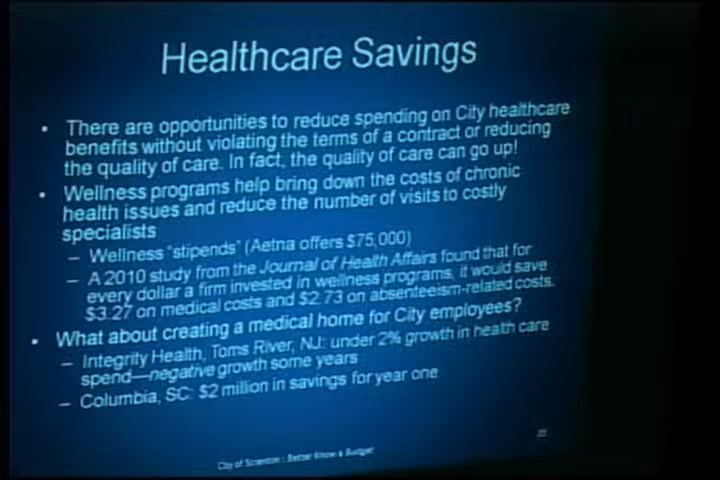 Healthcare Savings
• There are opportunities to reduce spending on City healthcare
benefits without violating the terms of a contract or reducing
the quality of care. In fact, the quality of care can go up!
• Wellness programs help bring down the costs of chronic
health issues and reduce the number of visits to costly
specialists
– Wellness "stipends" (Aetna offers $75,000)
– A 2010 study from the Journal of Health Affairs found that for
every dollar a firm invested in wellness programs, it would save
$3.27 on medical costs and $2.73 on absenteeism-related costs.
• What about creating a medical home for City employees?
– Integrity Health, Toms River, NJ: under 2% growth in health care
spend—negative growth some years
– Columbia, SC: $2 million in savings for year one
City of Scranton : Better Know a Budget